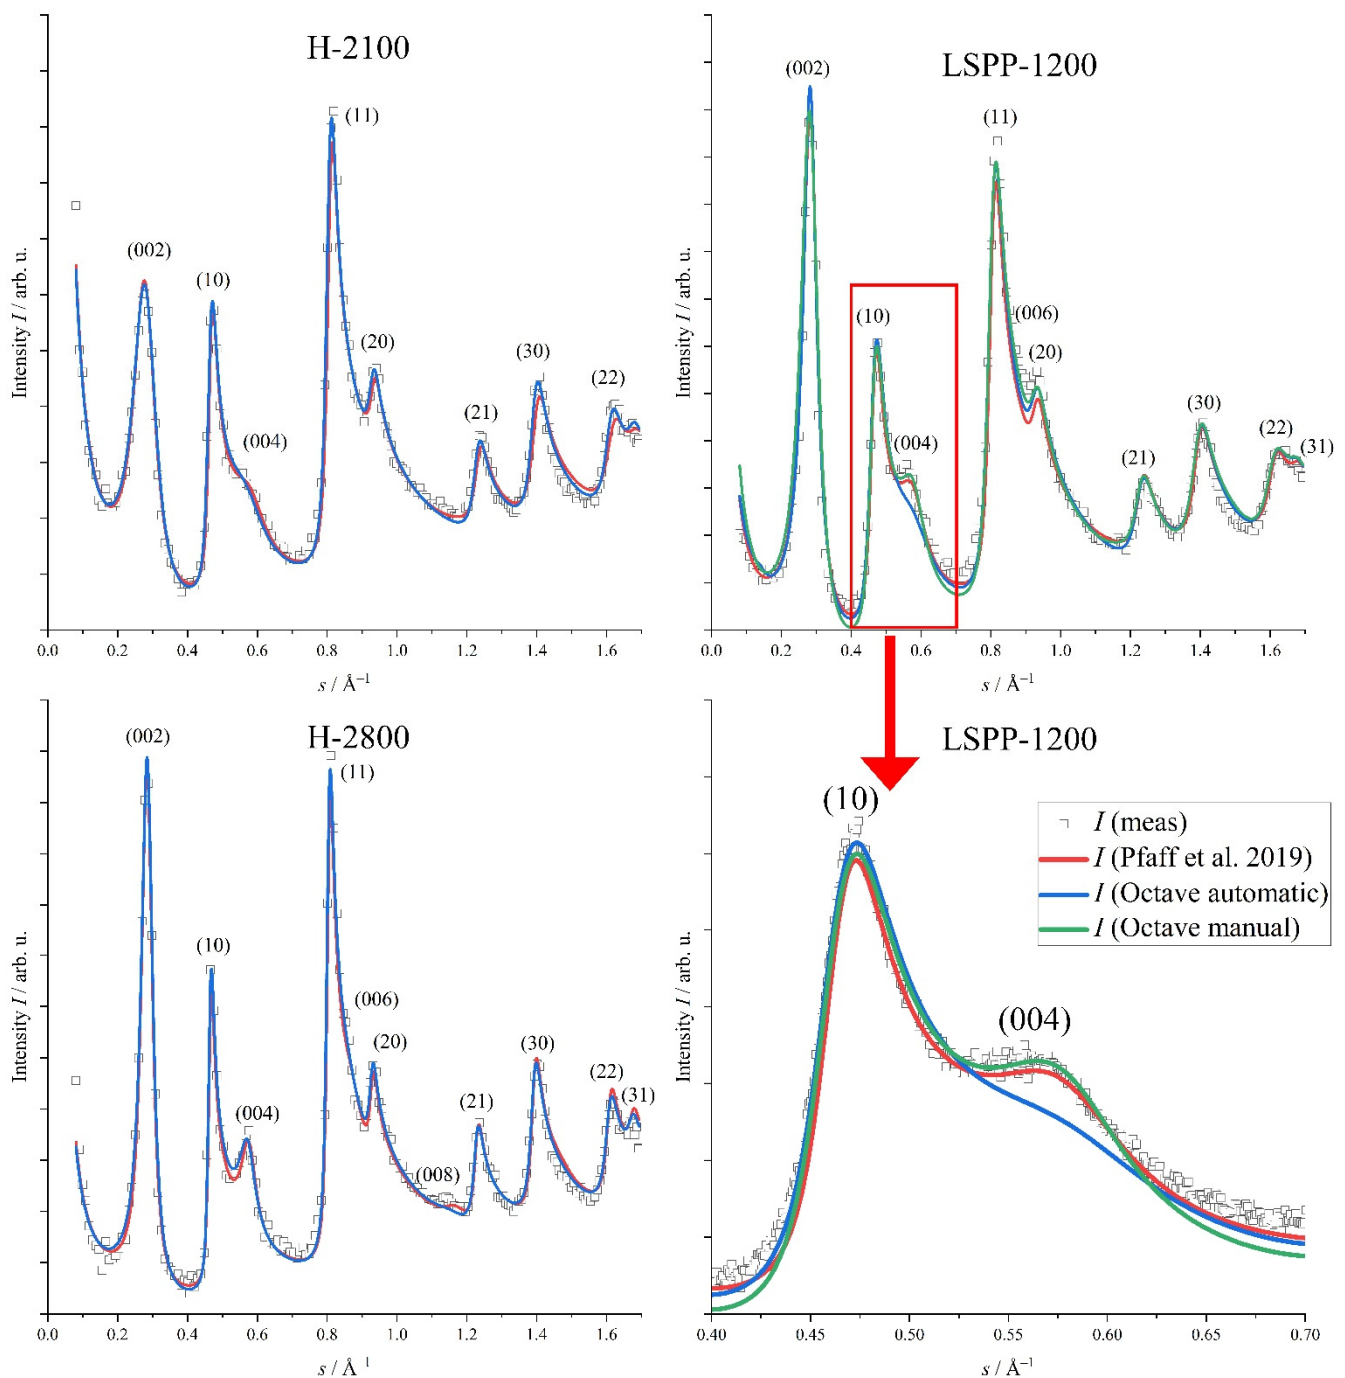 H-2100
(002)
(10)
(004)
(11)
(20)
(21)
(30)
(22)
Intensity I / arb. u.
0.0 0.2 0.4 0.6 0.8 1.0 1.2 1.4 1.6
s / Å⁻¹
LSPP-1200
(002)
(10)
(004)
(11)
(006)
(20)
(21)
(30)
(22)
(31)
Intensity I / arb. u.
0.0 0.2 0.4 0.6 0.8 1.0 1.2 1.4 1.6
s / Å⁻¹
H-2800
(002)
(10)
(004)
(11)
(006)
(20)
(008)
(21)
(30)
(22)
(31)
Intensity I / arb. u.
0.0 0.2 0.4 0.6 0.8 1.0 1.2 1.4 1.6
s / Å⁻¹
LSPP-1200
(10)
(004)
I (meas)
I (Pfaff et al. 2019)
I (Octave automatic)
I (Octave manual)
Intensity I / arb. u.
0.40 0.45 0.50 0.55 0.60 0.65 0.70
s / Å⁻¹